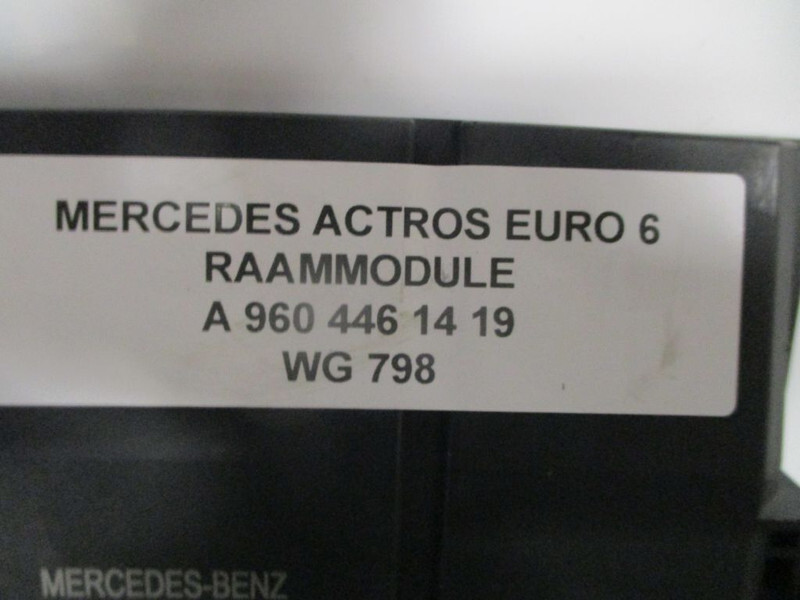 MERCEDES ACTROS EURO 6
RAAMMODULE
A 960 446 14 19
WG 798
MERCEDES-BENZ